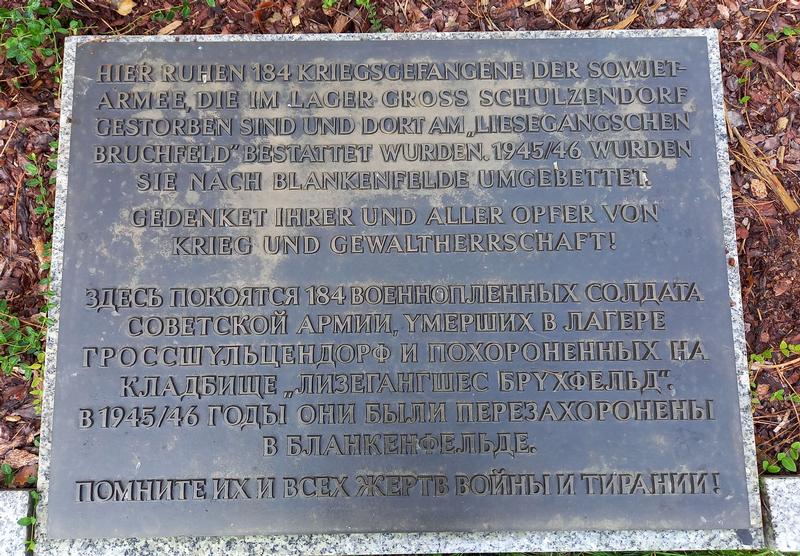 HIER RUHEN 184 KRIEGSGEFANGENE DER SOWJET-
ARMEE, DIE IM LAGER GROSS SCHULZENDORF
GESTORBEN SIND UND DORT AM „LIESEGANGSCHEN
BRUCHFELD" BESTATTET WURDEN. 1945/46 WURDEN
SIE NACH BLANKENFELDE UMGEBETTET.
GEDENKET IHRER UND ALLER OPFER VON
KRIEG UND GEWALTHERRSCHAFT!
ЗДЕСЬ ПОКОЯТСЯ 184 ВОЕННОПЛЕННЫХ СОЛДАТА
СОВЕТСКОЙ АРМИИ, УМЕРШИХ В ЛАГЕРЕ
ГРОССШУЛЬЦЕНДОРФ И ПОХОРОНЕННЫХ НА
КЛАДБИЩЕ „ЛИЗЕГАНГШЕС БРУХФЕЛЬД".
В 1945/46 ГОДЫ ОНИ БЫЛИ ПЕРЕЗАХОРОНЕНЫ
В БЛАНКЕНФЕЛЬДЕ.
ПОМНИТЕ ИХ И ВСЕХ ЖЕРТВ ВОЙНЫ И ТИРАНИИ!